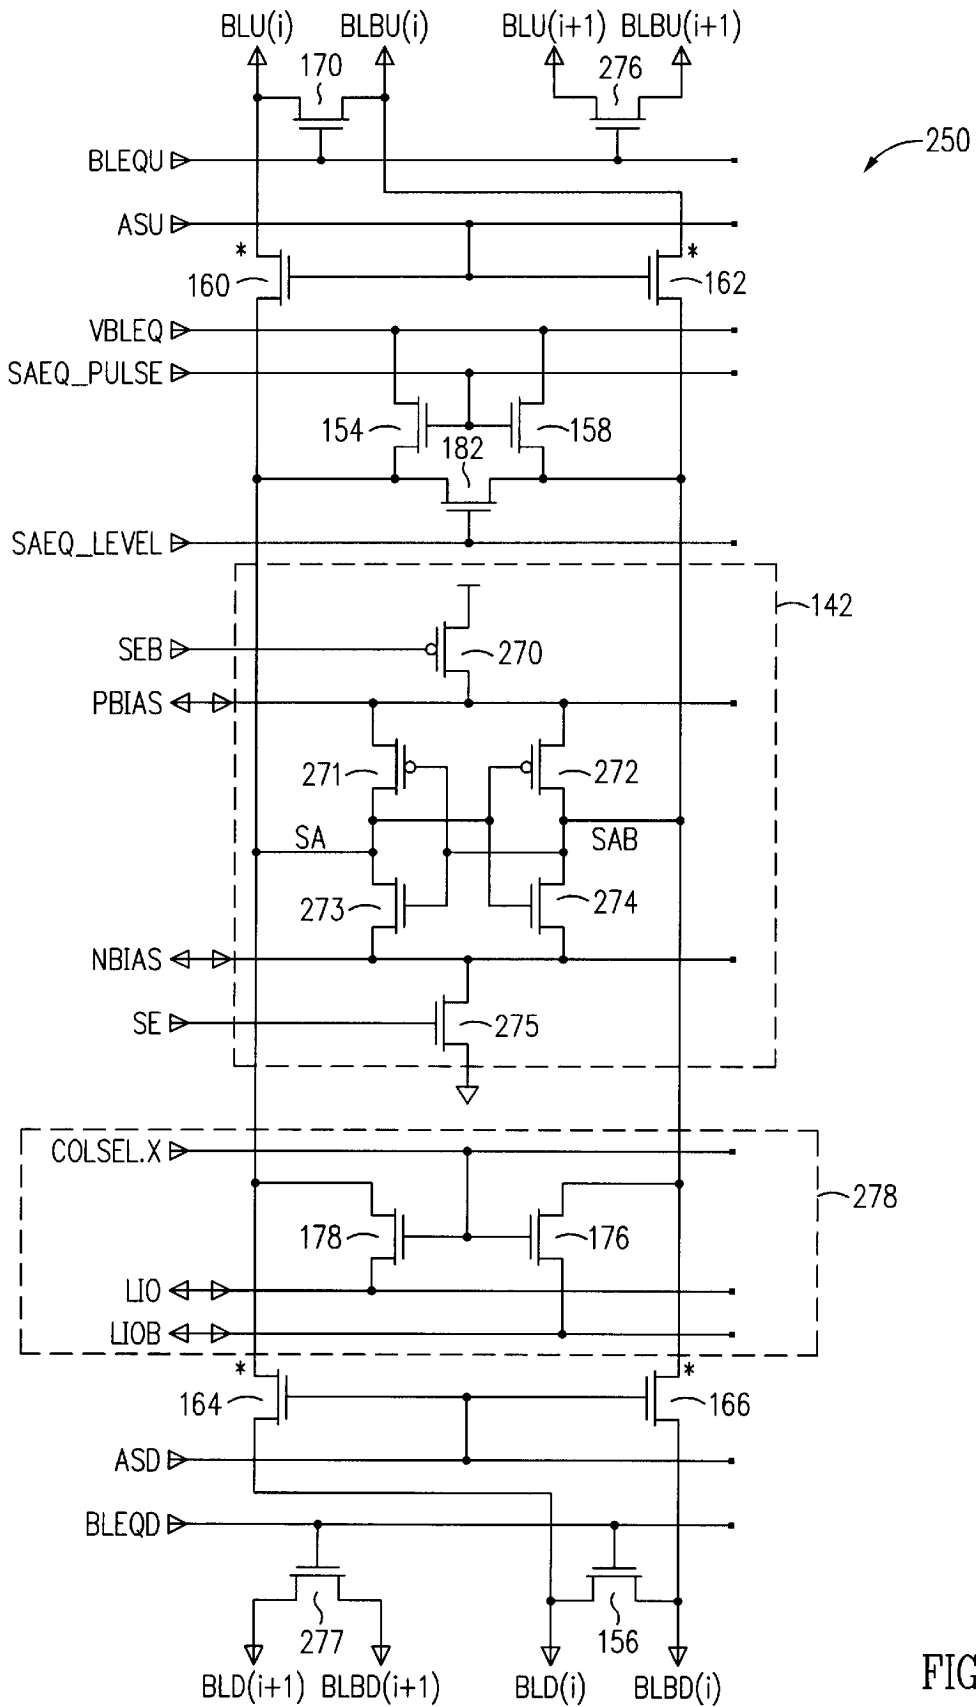 BLU(i) BLBU(i) BLU(i+1) BLBU(i+1)
170 276
BLEQU
250
ASU
* *
160 162
VBLEQ
SAEQ_PULSE
154 158
182
SAEQ_LEVEL
142
SEB
270
PBIAS
271 272
SA SAB
273 274
NBIAS
SE
275
COLSEL.X
278
178 176
LIO
LIOB
* *
164 166
ASD
BLEQD
277 156
BLD(i+1) BLBD(i+1) BLD(i) BLBD(i)
FIG